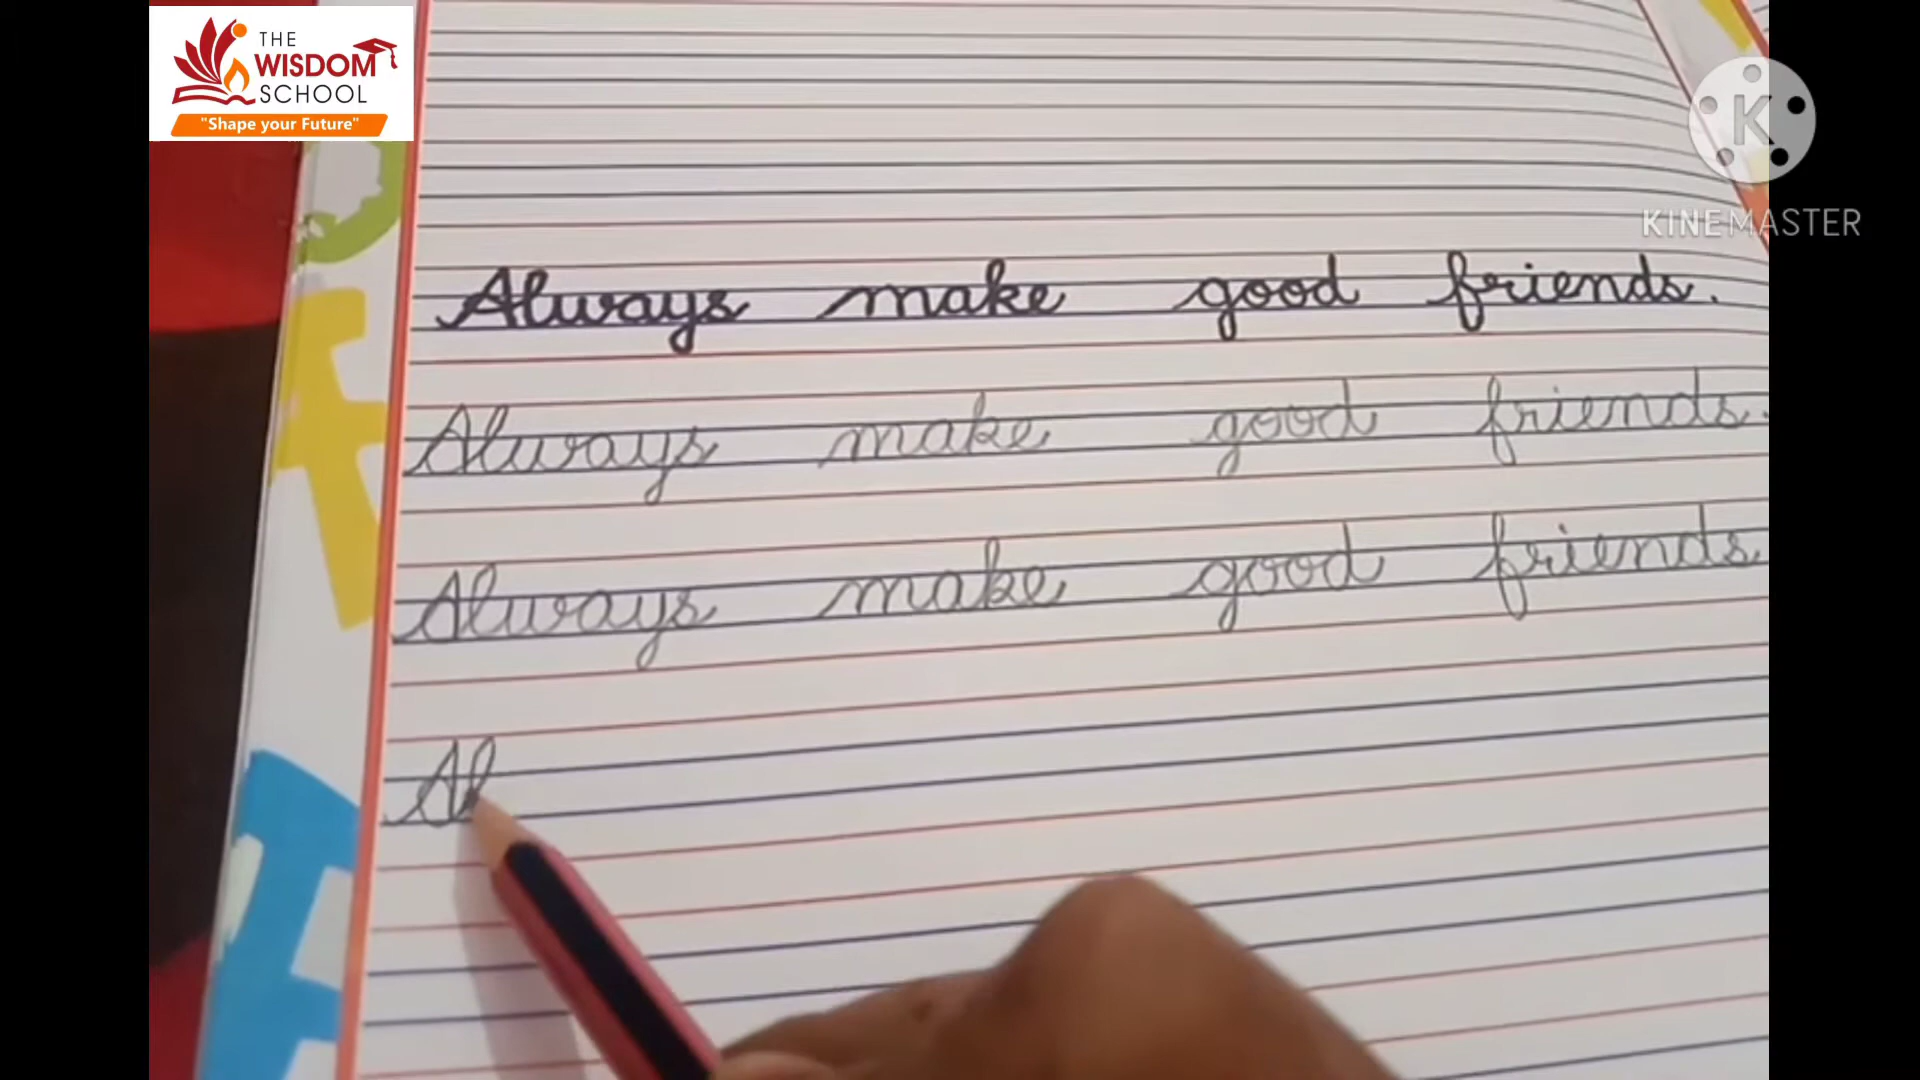 THE
WISDOM
SCHOOL
"Shape your Future"
K
KINEMASTER
Always make good friends.
Always make good friends.
Always make good friends
Al